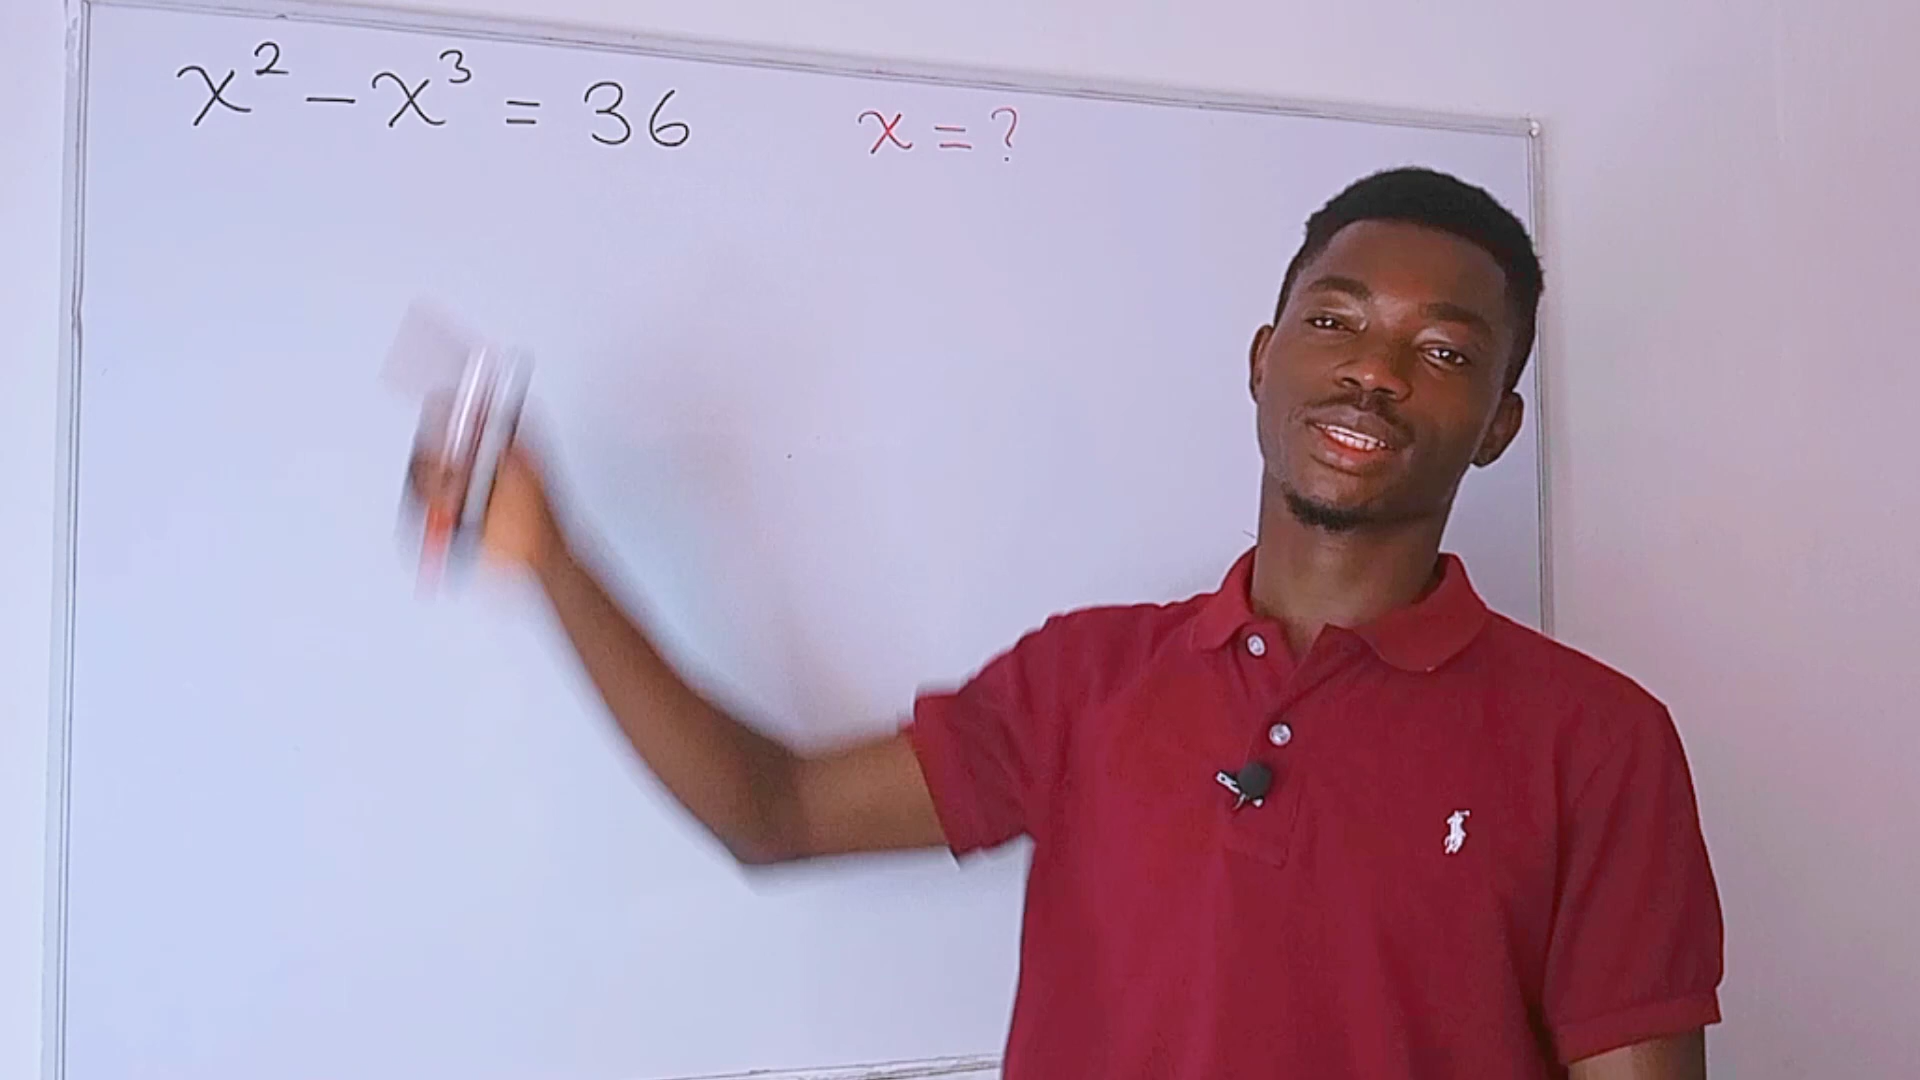 x² - x³ = 36 x = ?